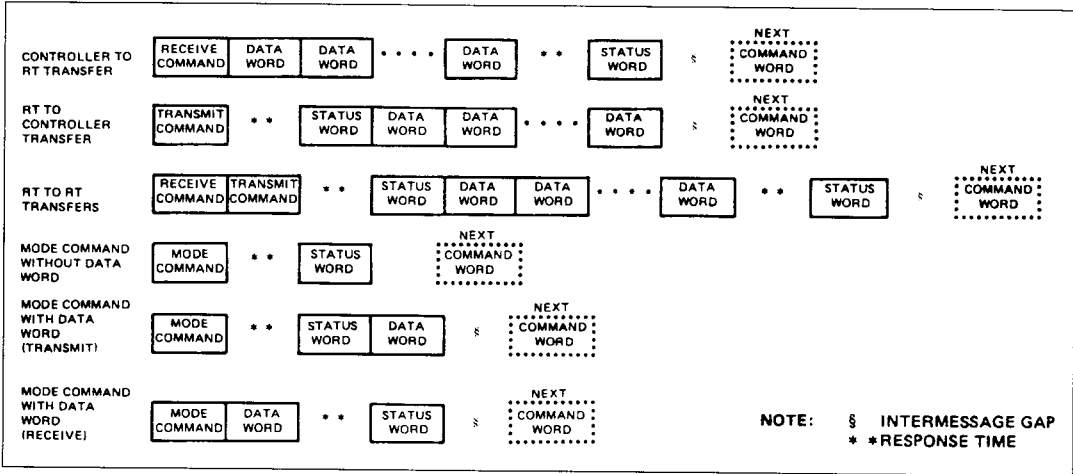 CONTROLLER TO
RT TRANSFER
RECEIVE
COMMAND
DATA
WORD
DATA
WORD
• • • •
DATA
WORD
* *
STATUS
WORD
§
NEXT
COMMAND
WORD
RT TO
CONTROLLER
TRANSFER
TRANSMIT
COMMAND
* *
STATUS
WORD
DATA
WORD
DATA
WORD
• • • •
DATA
WORD
§
NEXT
COMMAND
WORD
RT TO RT
TRANSFERS
RECEIVE
COMMAND
TRANSMIT
COMMAND
* *
STATUS
WORD
DATA
WORD
DATA
WORD
• • • •
DATA
WORD
* *
STATUS
WORD
§
NEXT
COMMAND
WORD
MODE COMMAND
WITHOUT DATA
WORD
MODE
COMMAND
* *
STATUS
WORD
NEXT
COMMAND
WORD
MODE COMMAND
WITH DATA
WORD
(TRANSMIT)
MODE
COMMAND
* *
STATUS
WORD
DATA
WORD
§
NEXT
COMMAND
WORD
MODE COMMAND
WITH DATA
WORD
(RECEIVE)
MODE
COMMAND
DATA
WORD
* *
STATUS
WORD
§
NEXT
COMMAND
WORD
NOTE: § INTERMESSAGE GAP
* * RESPONSE TIME